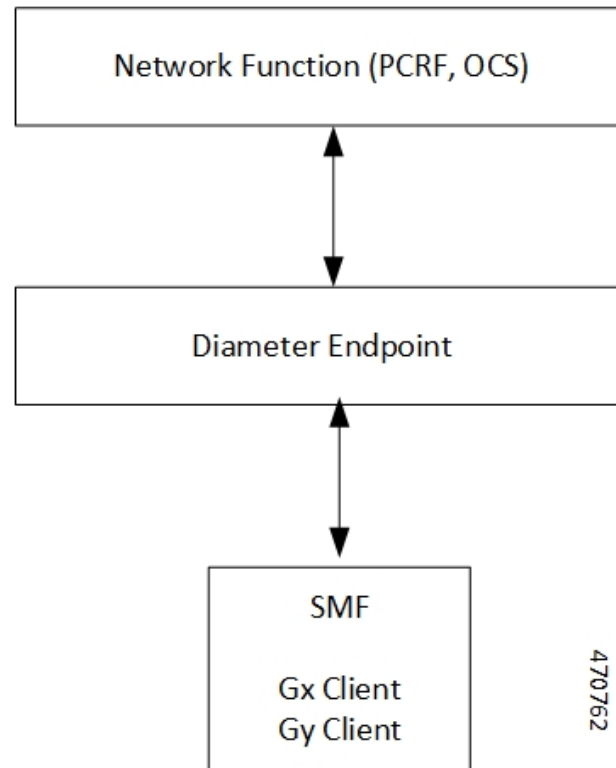 Network Function (PCRF, OCS)
Diameter Endpoint
SMF
Gx Client
Gy Client
470762